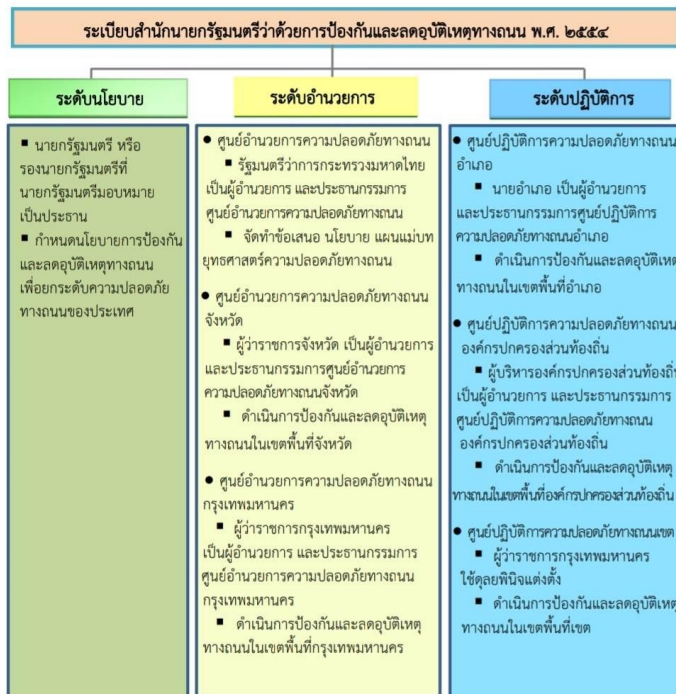 ระเบียบสำนักนายกรัฐมนตรีว่าด้วยการป้องกันและลดอุบัติเหตุทางถนน พ.ศ. ๒๕๕๔
ระดับนโยบาย
■ นายกรัฐมนตรี หรือ
รองนายกรัฐมนตรีที่
นายกรัฐมนตรีมอบหมาย
เป็นประธาน
■ กำหนดนโยบายการป้องกัน
และลดอุบัติเหตุทางถนน
เพื่อยกระดับความปลอดภัย
ทางถนนของประเทศ
ระดับอำนวยการ
● ศูนย์อำนวยการความปลอดภัยทางถนน
■ รัฐมนตรีว่าการกระทรวงมหาดไทย
เป็นผู้อำนวยการ และประธานกรรมการ
ศูนย์อำนวยการความปลอดภัยทางถนน
■ จัดทำข้อเสนอ นโยบาย แผนแม่บท
ยุทธศาสตร์ความปลอดภัยทางถนน
● ศูนย์อำนวยการความปลอดภัยทางถนน
จังหวัด
■ ผู้ว่าราชการจังหวัด เป็นผู้อำนวยการ
และประธานกรรมการศูนย์อำนวยการ
ความปลอดภัยทางถนนจังหวัด
■ ดำเนินการป้องกันและลดอุบัติเหตุ
ทางถนนในเขตพื้นที่จังหวัด
● ศูนย์อำนวยการความปลอดภัยทางถนน
กรุงเทพมหานคร
■ ผู้ว่าราชการกรุงเทพมหานคร
เป็นผู้อำนวยการ และประธานกรรมการ
ศูนย์อำนวยการความปลอดภัยทางถนน
กรุงเทพมหานคร
■ ดำเนินการป้องกันและลดอุบัติเหตุ
ทางถนนในเขตพื้นที่กรุงเทพมหานคร
ระดับปฏิบัติการ
● ศูนย์ปฏิบัติการความปลอดภัยทางถนน
อำเภอ
■ นายอำเภอ เป็นผู้อำนวยการ
และประธานกรรมการศูนย์ปฏิบัติการ
ความปลอดภัยทางถนนอำเภอ
■ ดำเนินการป้องกันและลดอุบัติเหตุ
ทางถนนในเขตพื้นที่อำเภอ
● ศูนย์ปฏิบัติการความปลอดภัยทางถนน
องค์กรปกครองส่วนท้องถิ่น
■ ผู้บริหารองค์กรปกครองส่วนท้องถิ่น
เป็นผู้อำนวยการ และประธานกรรมการ
ศูนย์ปฏิบัติการความปลอดภัยทางถนน
องค์กรปกครองส่วนท้องถิ่น
■ ดำเนินการป้องกันและลดอุบัติเหตุ
ทางถนนในเขตพื้นที่องค์กรปกครองส่วนท้องถิ่น
● ศูนย์ปฏิบัติการความปลอดภัยทางถนนเขต
■ ผู้ว่าราชการกรุงเทพมหานคร
ใช้ดุลยพินิจแต่งตั้ง
■ ดำเนินการป้องกันและลดอุบัติเหตุ
ทางถนนในเขตพื้นที่เขต